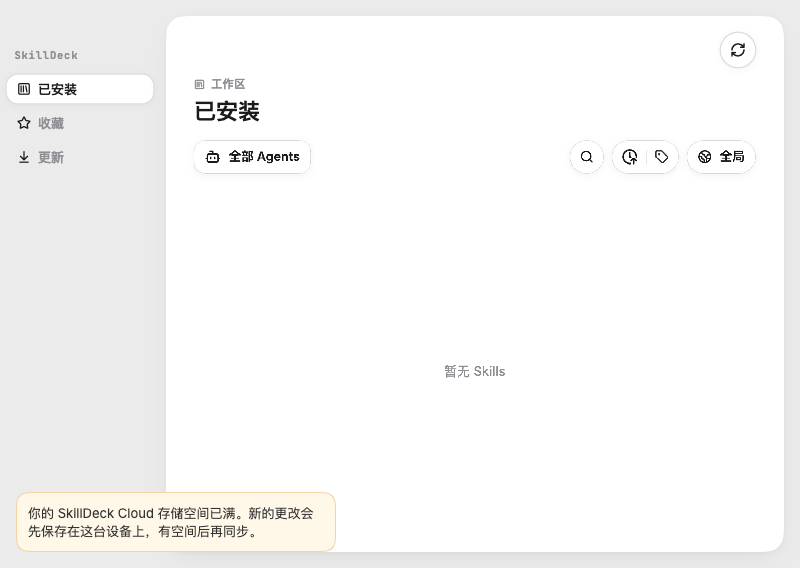 SkillDeck
已安装
收藏
更新
工作区
已安装
全部 Agents
全局
暂无 Skills
你的 SkillDeck Cloud 存储空间已满。新的更改会
先保存在这台设备上，有空间后再同步。